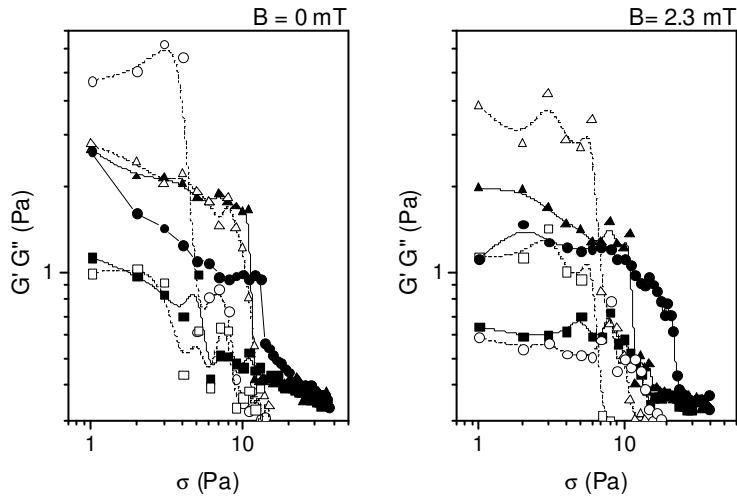 B = 0 mT
B= 2.3 mT
G' G" (Pa)
1
1
10
σ (Pa)
G' G" (Pa)
1
1
10
σ (Pa)